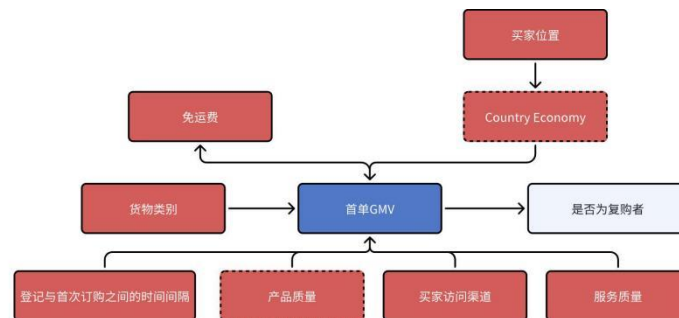 买家位置
免运费
Country Economy
货物类别
首单GMV
是否为复购者
登记与首次订购之间的时间间隔
产品质量
买家访问渠道
服务质量